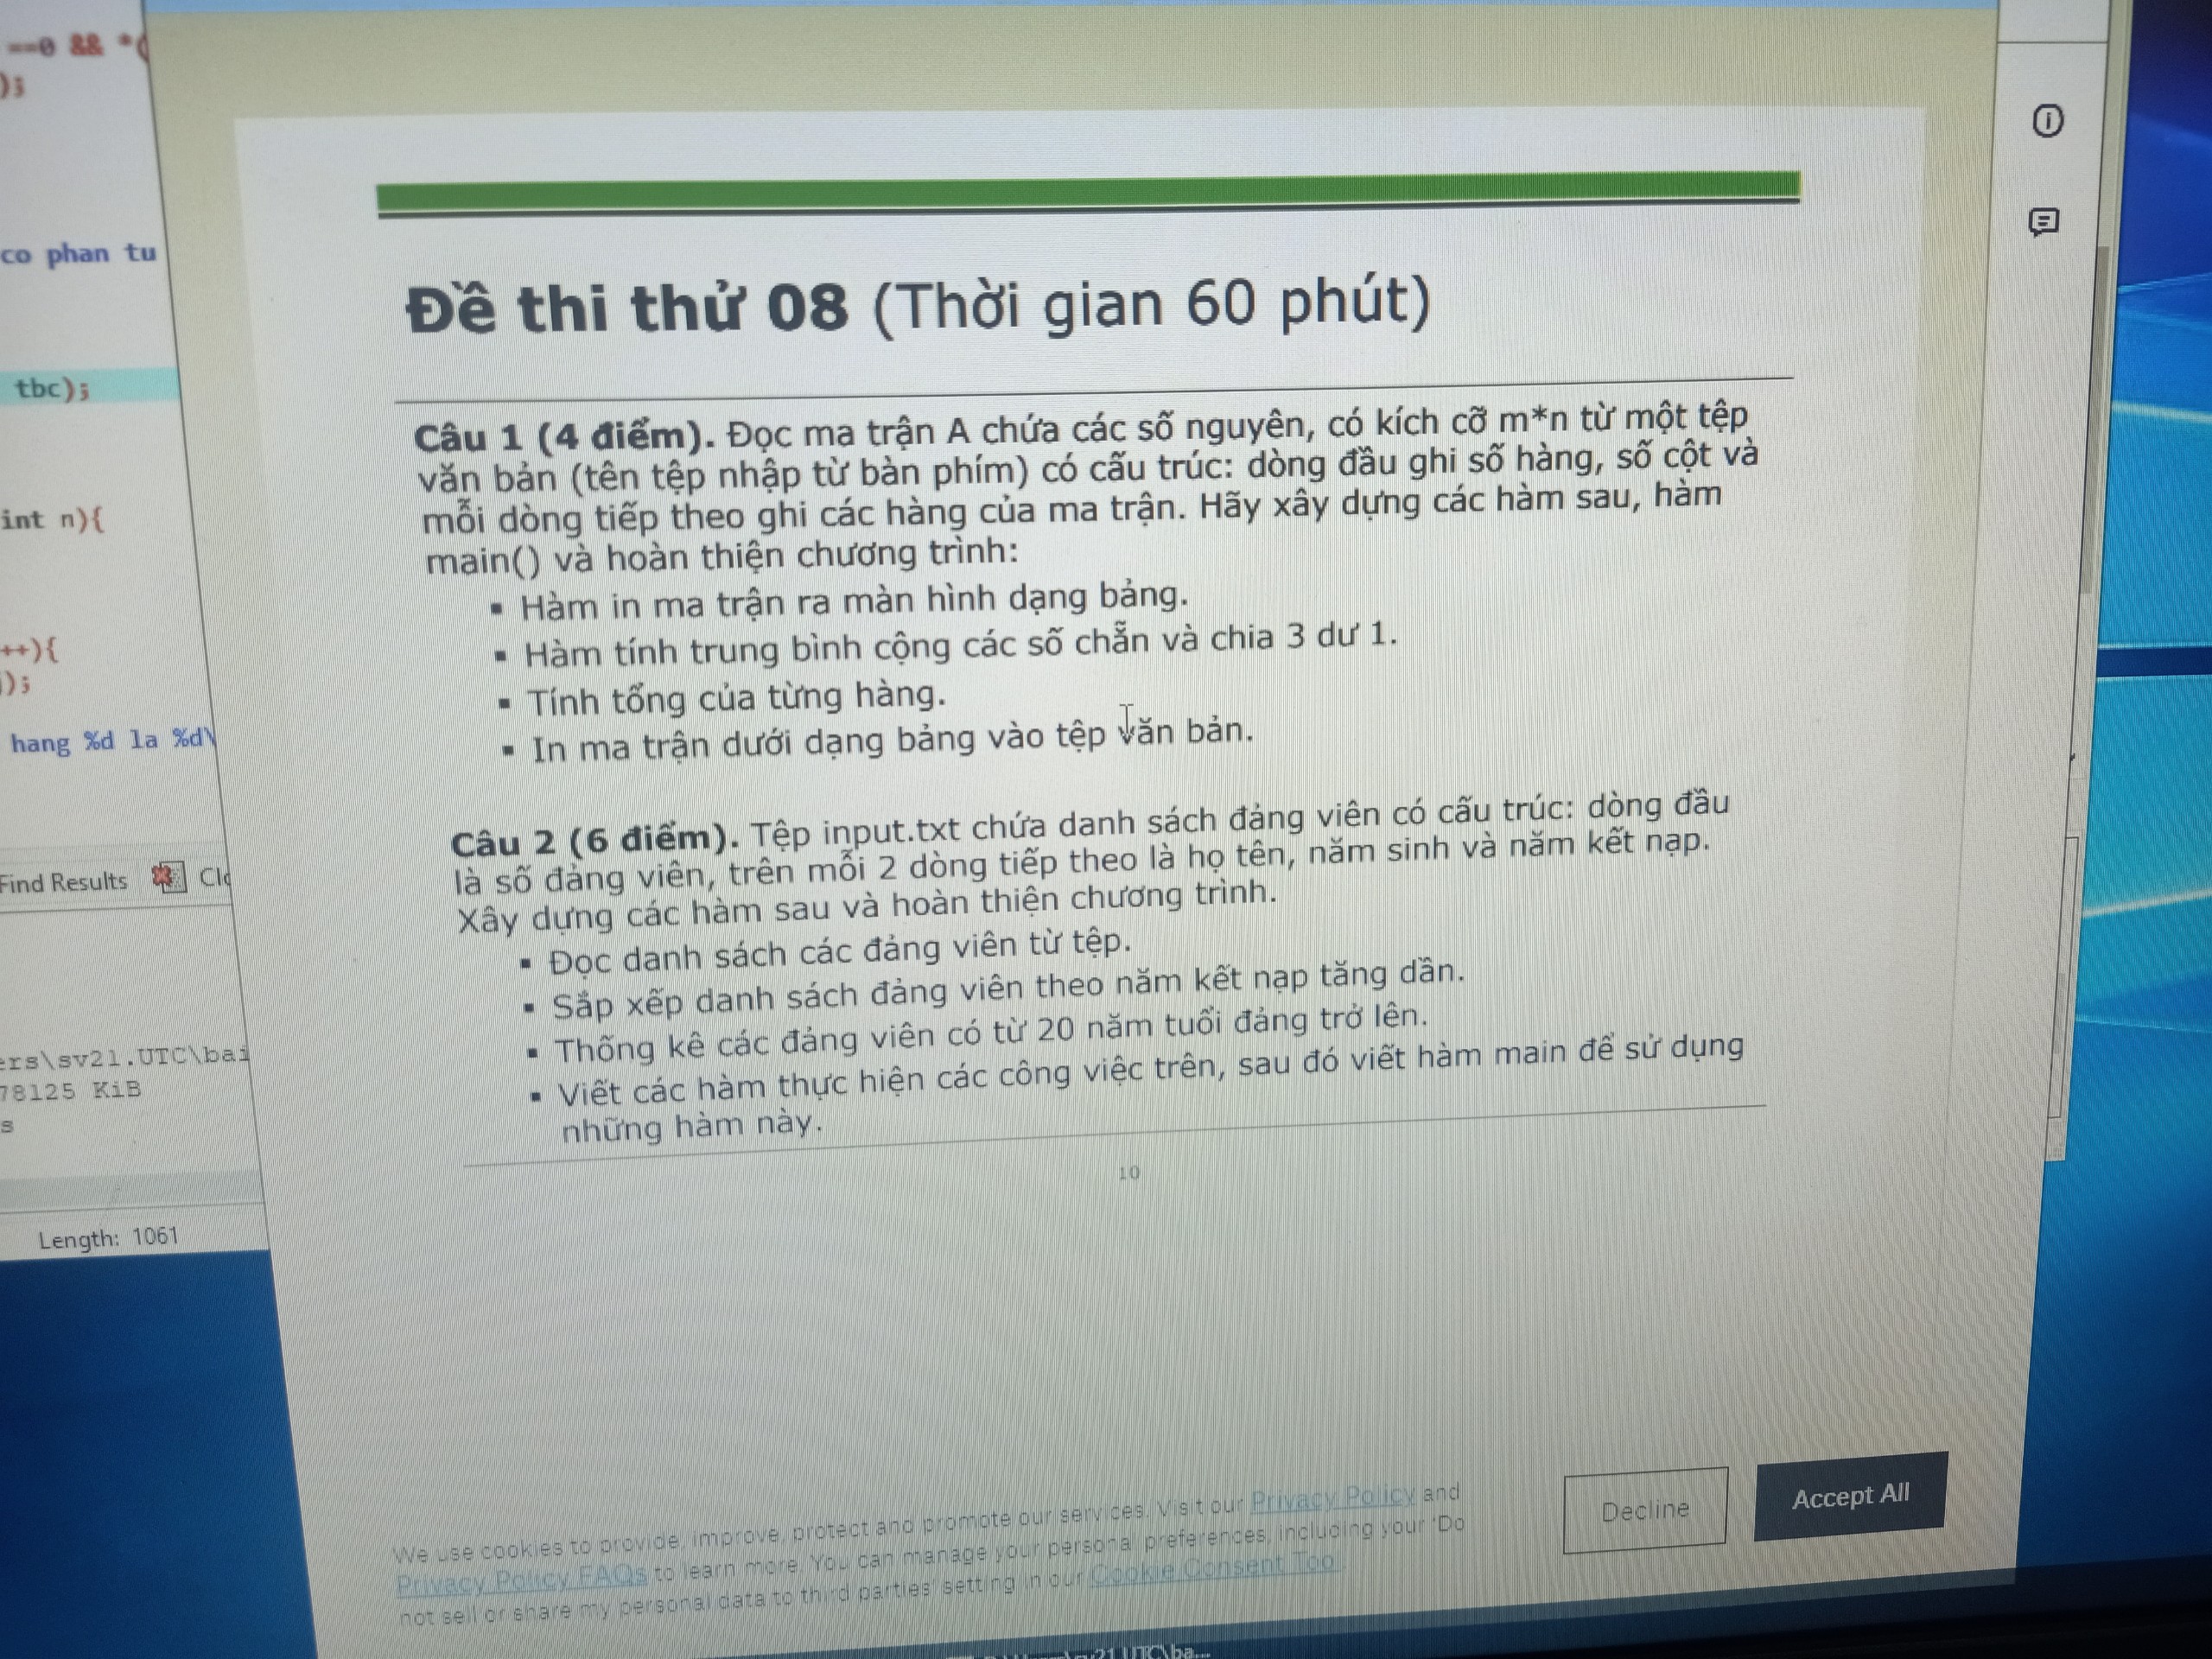 ==0 && *(
);
co phan tu
tbc);
int n){
++){
);
hang %d la %d\
Find Results
ers\sv21.UTC\bai
78125 KiB
s
Length: 1061
Đề thi thử 08 (Thời gian 60 phút)
Câu 1 (4 điểm). Đọc ma trận A chứa các số nguyên, có kích cỡ m*n từ một tệp
văn bản (tên tệp nhập từ bàn phím) có cấu trúc: dòng đầu ghi số hàng, số cột và
mỗi dòng tiếp theo ghi các hàng của ma trận. Hãy xây dựng các hàm sau, hàm
main() và hoàn thiện chương trình:
▪ Hàm in ma trận ra màn hình dạng bảng.
▪ Hàm tính trung bình cộng các số chẵn và chia 3 dư 1.
▪ Tính tổng của từng hàng.
▪ In ma trận dưới dạng bảng vào tệp văn bản.
Câu 2 (6 điểm). Tệp input.txt chứa danh sách đảng viên có cấu trúc: dòng đầu
là số đảng viên, trên mỗi 2 dòng tiếp theo là họ tên, năm sinh và năm kết nạp.
Xây dựng các hàm sau và hoàn thiện chương trình.
▪ Đọc danh sách các đảng viên từ tệp.
▪ Sắp xếp danh sách đảng viên theo năm kết nạp tăng dần.
▪ Thống kê các đảng viên có từ 20 năm tuổi đảng trở lên.
▪ Viết các hàm thực hiện các công việc trên, sau đó viết hàm main để sử dụng
những hàm này.
10
We use cookies to provide, improve, protect and promote our services. Visit our Privacy Policy and
Privacy Policy FAQs to learn more. You can manage your personal preferences, including your 'Do
not sell or share my personal data to third parties' setting in our Cookie Consent Tool.
Decline
Accept All